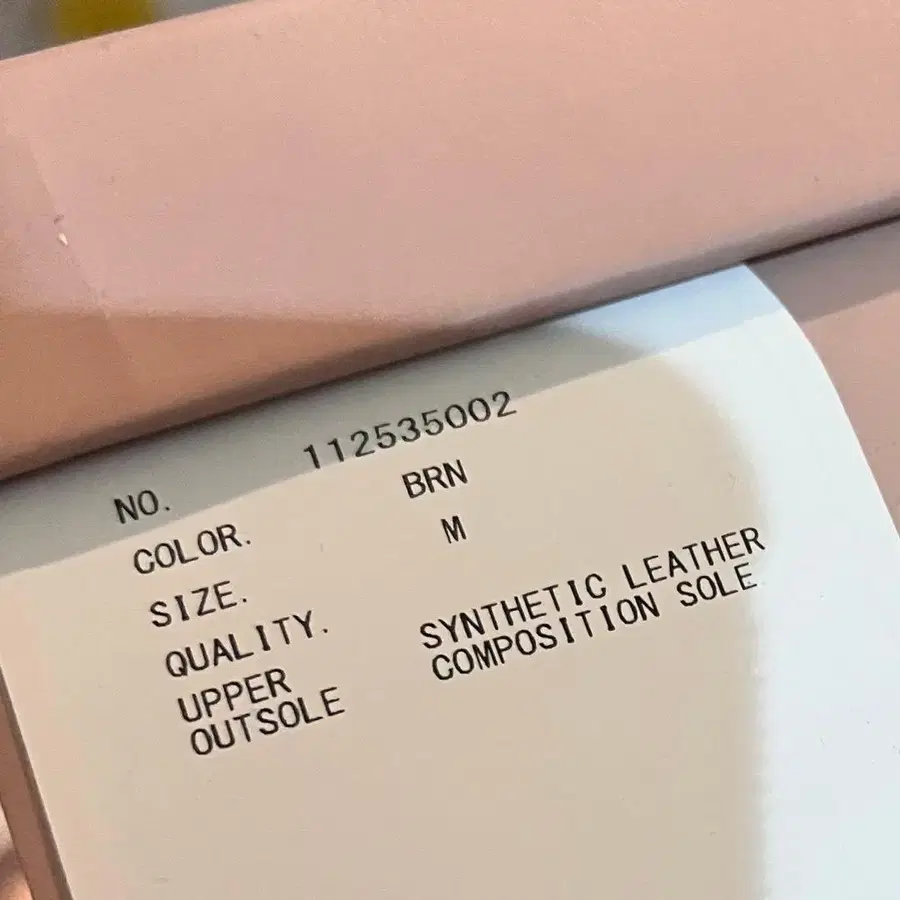 NO. 112535002
COLOR. BRN
SIZE. M
QUALITY.
UPPER SYNTHETIC LEATHER
OUTSOLE COMPOSITION SOLE